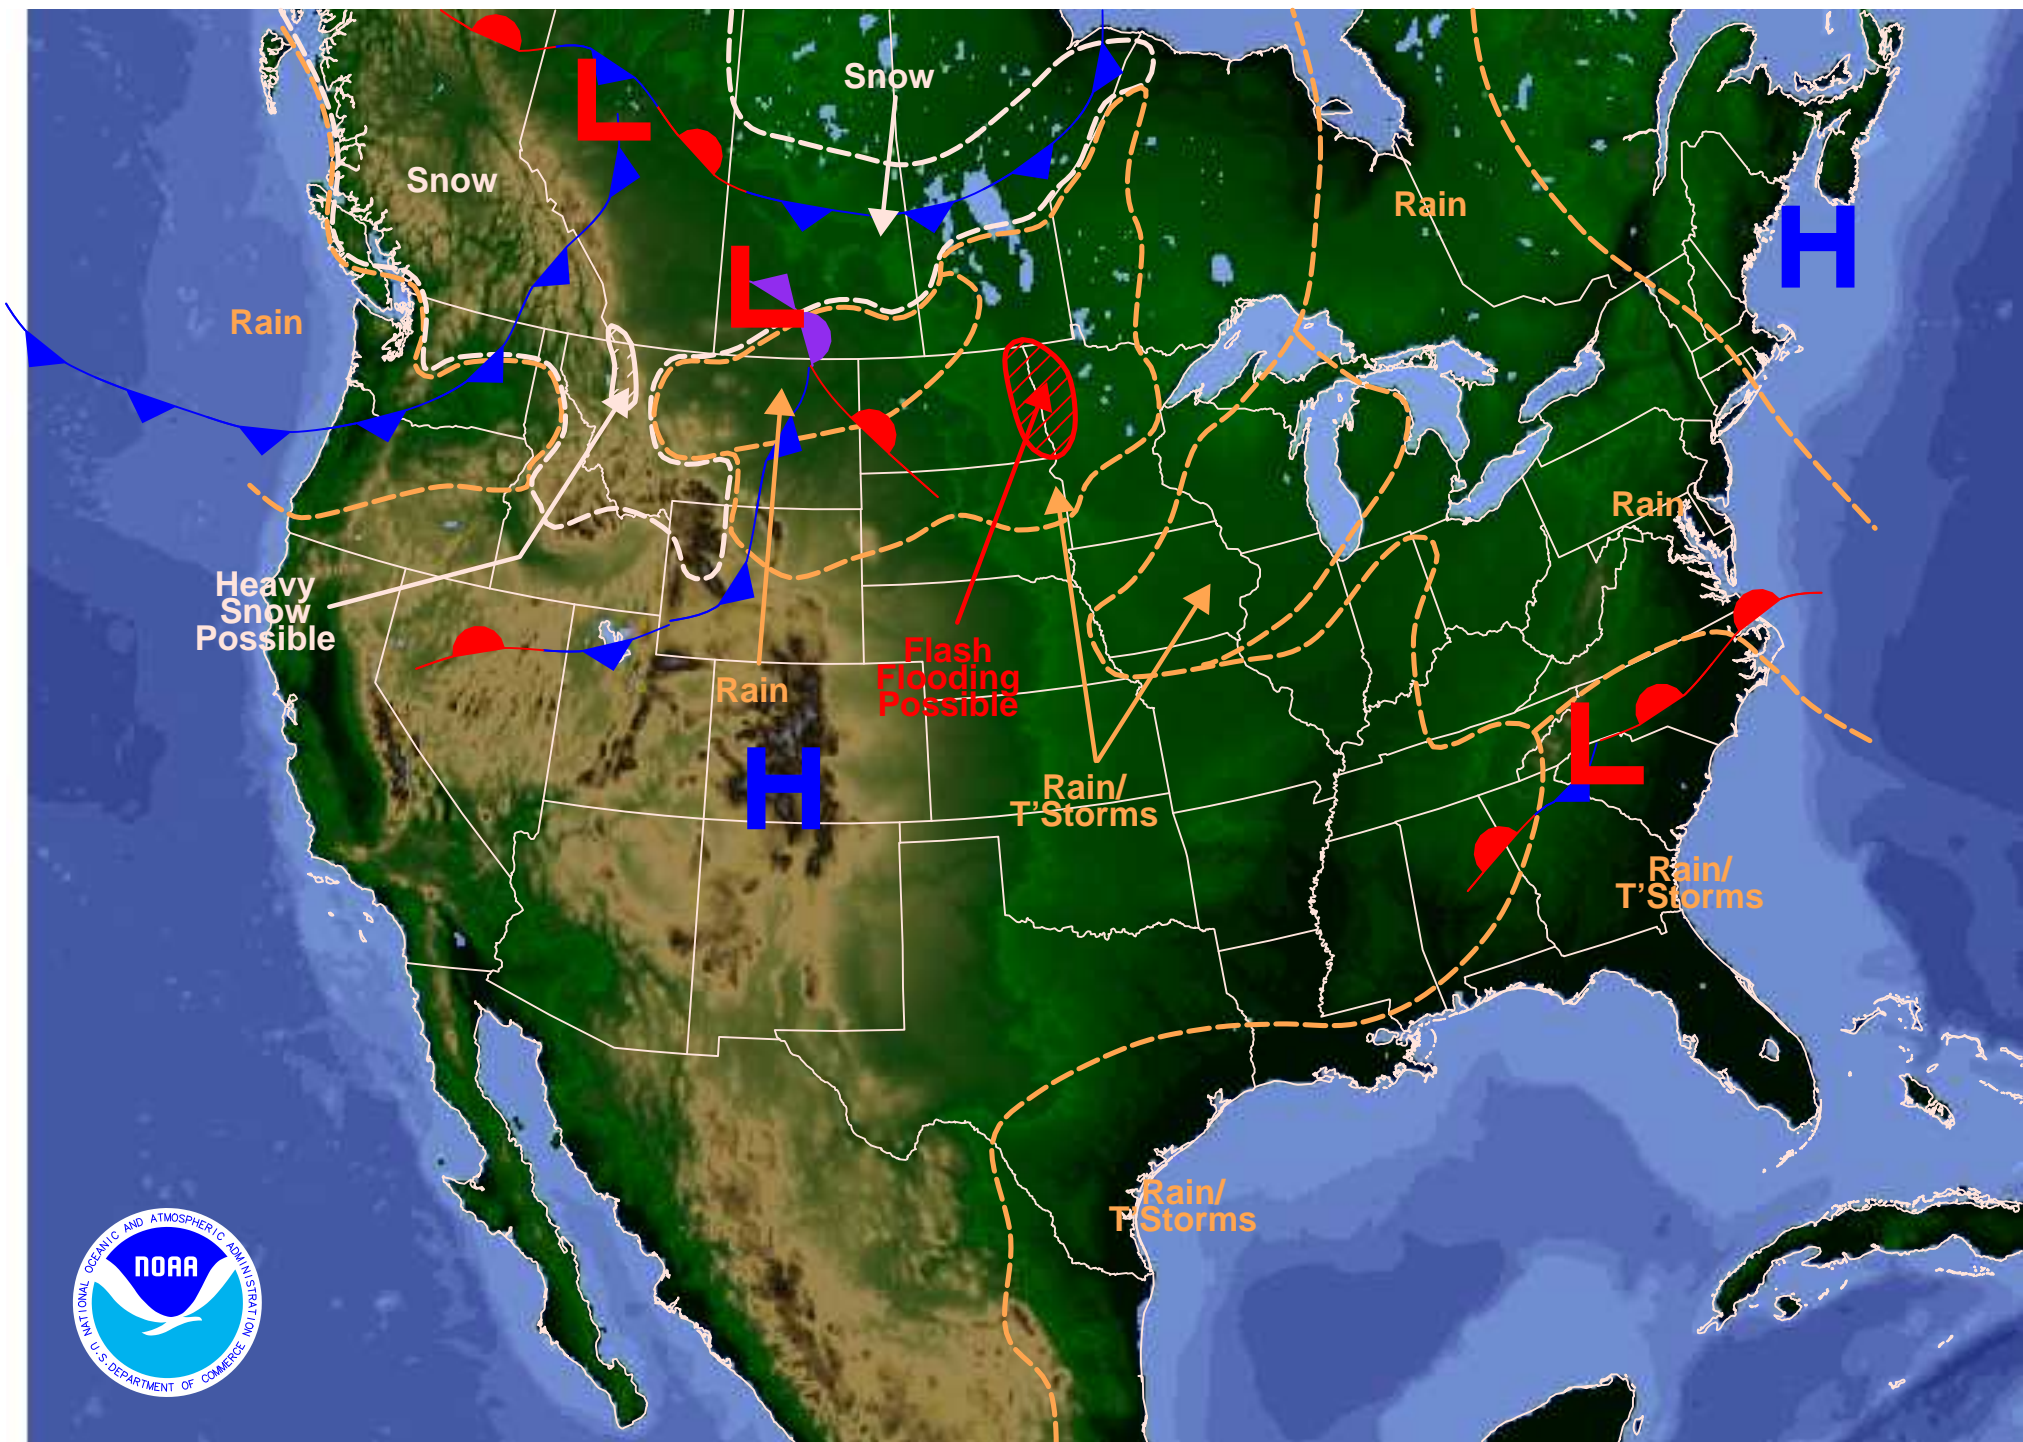 Snow
Snow
L
L
Rain
H
Rain
Rain
Heavy
Snow
Possible
Flash
Flooding
Possible
Rain
H
L
Rain/
T'Storms
Rain/
T'Storms
Rain/
T'Storms
NATIONAL OCEANIC AND ATMOSPHERIC ADMINISTRATION
NOAA
U.S. DEPARTMENT OF COMMERCE